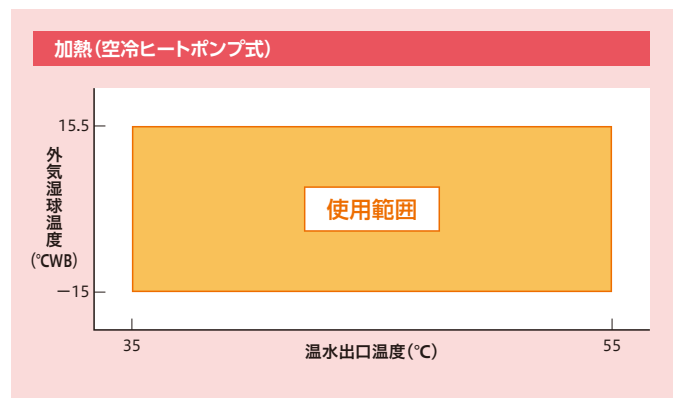 加熱(空冷ヒートポンプ式)
15.5
外気湿球温度
(℃WB)
使用範囲
−15
35
温水出口温度(℃)
55